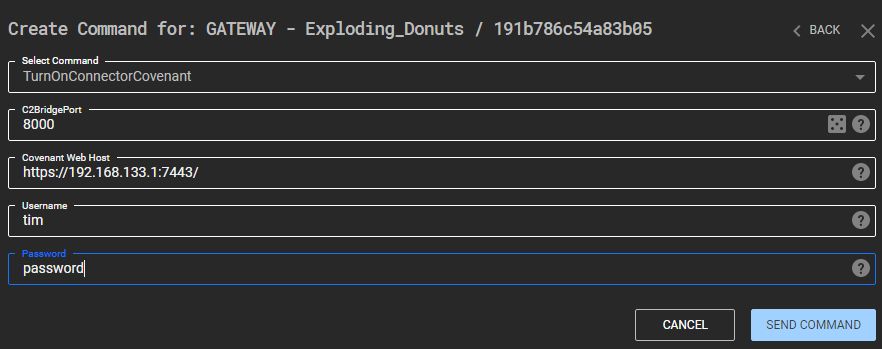 Create Command for: GATEWAY - Exploding_Donuts / 191b786c54a83b05
BACK
Select Command
TurnOnConnectorCovenant
C2BridgePort
8000
Covenant Web Host
https://192.168.133.1:7443/
Username
tim
Password
password
CANCEL
SEND COMMAND